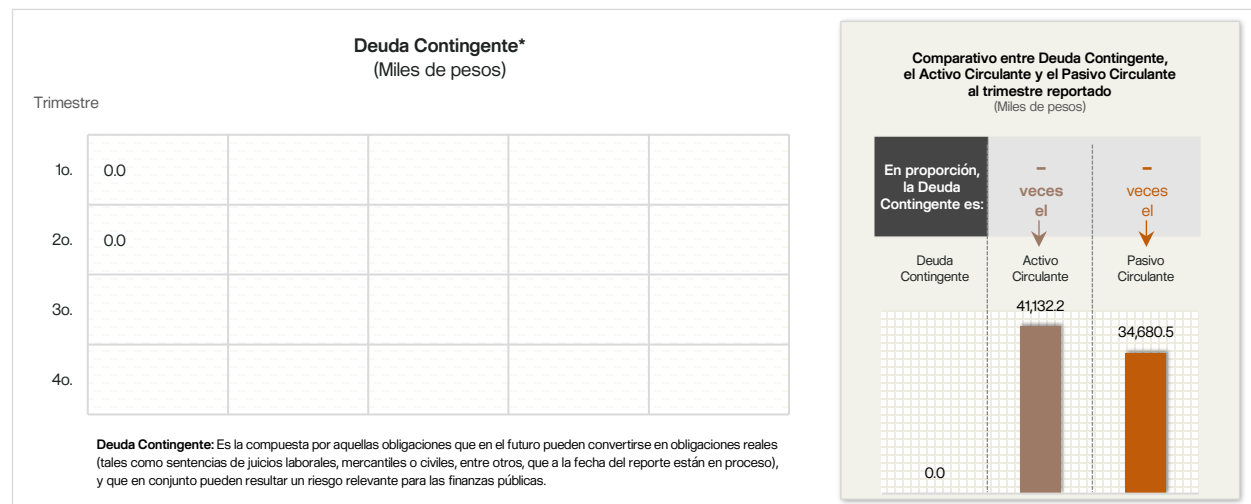 Deuda Contingente*
(Miles de pesos)
Trimestre
1o.
0.0
2o.
0.0
3o.
4o.
Deuda Contingente: Es la compuesta por aquellas obligaciones que en el futuro pueden convertirse en obligaciones reales
(tales como sentencias de juicios laborales, mercantiles o civiles, entre otros, que a la fecha del reporte están en proceso),
y que en conjunto pueden resultar un riesgo relevante para las finanzas públicas.
Comparativo entre Deuda Contingente,
el Activo Circulante y el Pasivo Circulante
al trimestre reportado
(Miles de pesos)
En proporción,
la Deuda
Contingente es:
–
veces
el
–
veces
el
Deuda
Contingente
Activo
Circulante
Pasivo
Circulante
41,132.2
34,680.5
0.0